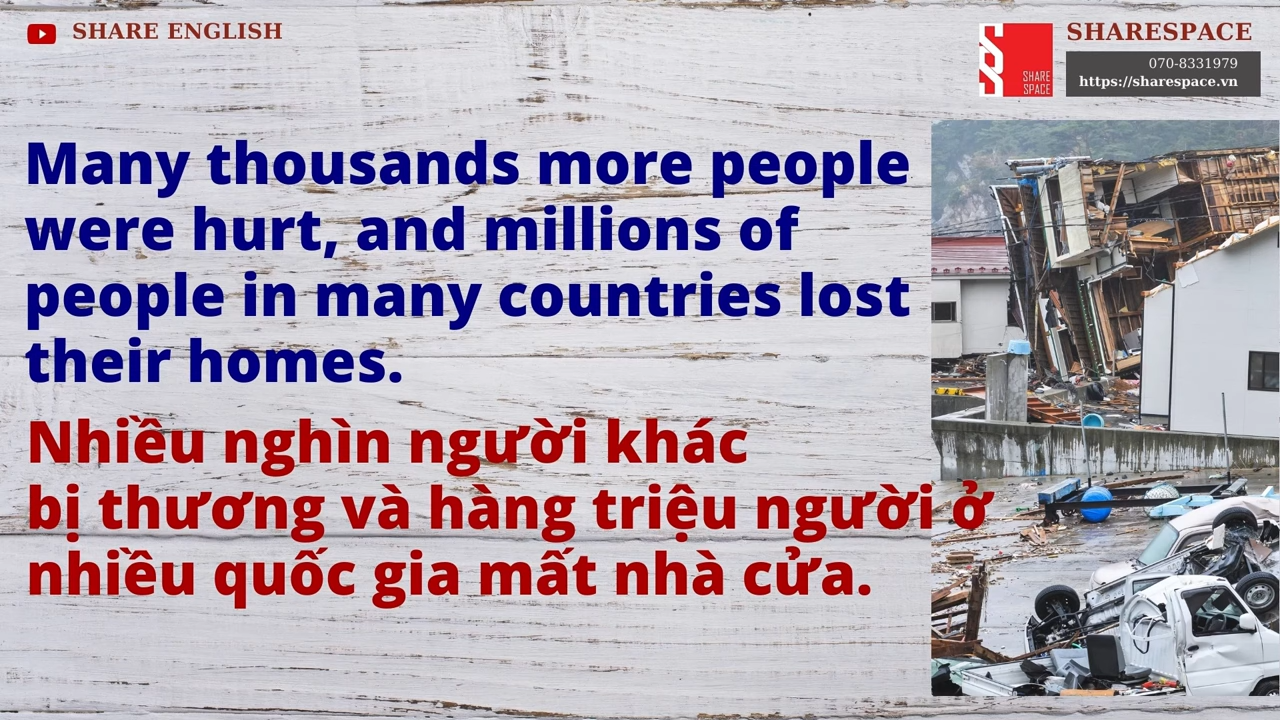 SHARE ENGLISH
SHARE
SPACE
SHARESPACE
070-8331979
https://sharespace.vn
Many thousands more people
were hurt, and millions of
people in many countries lost
their homes.
Nhiều nghìn người khác
bị thương và hàng triệu người ở
nhiều quốc gia mất nhà cửa.